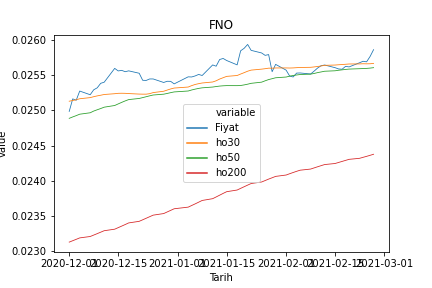 FNO
0.0260
0.0255
0.0250
0.0245
0.0240
0.0235
0.0230
value
variable
Fiyat
ho30
ho50
ho200
2020-12-01
2020-12-15
2021-01-01
2021-01-15
2021-02-01
2021-02-15
2021-03-01
Tarih